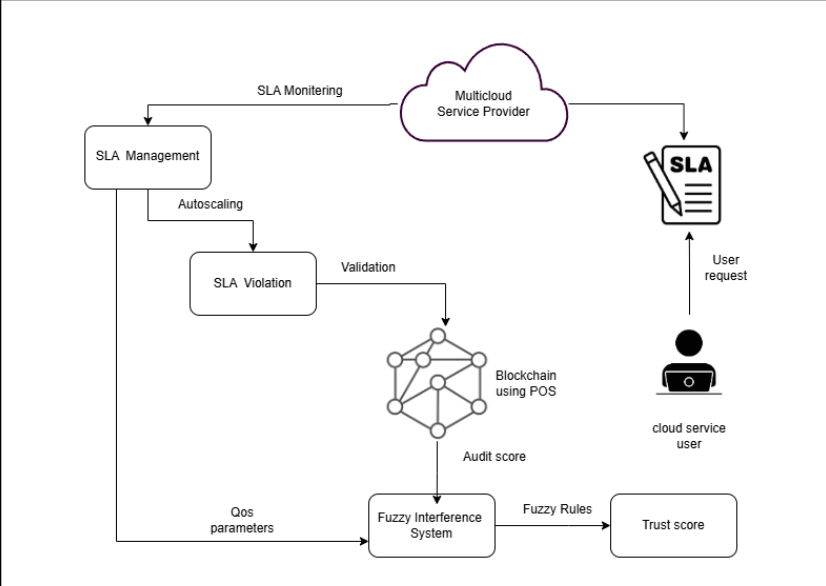 SLA Monitering
Multicloud
Service Provider
SLA Management
SLA
Autoscaling
User
request
SLA Violation
Validation
Blockchain
using POS
cloud service
user
Audit score
Qos
parameters
Fuzzy Interference
System
Fuzzy Rules
Trust score